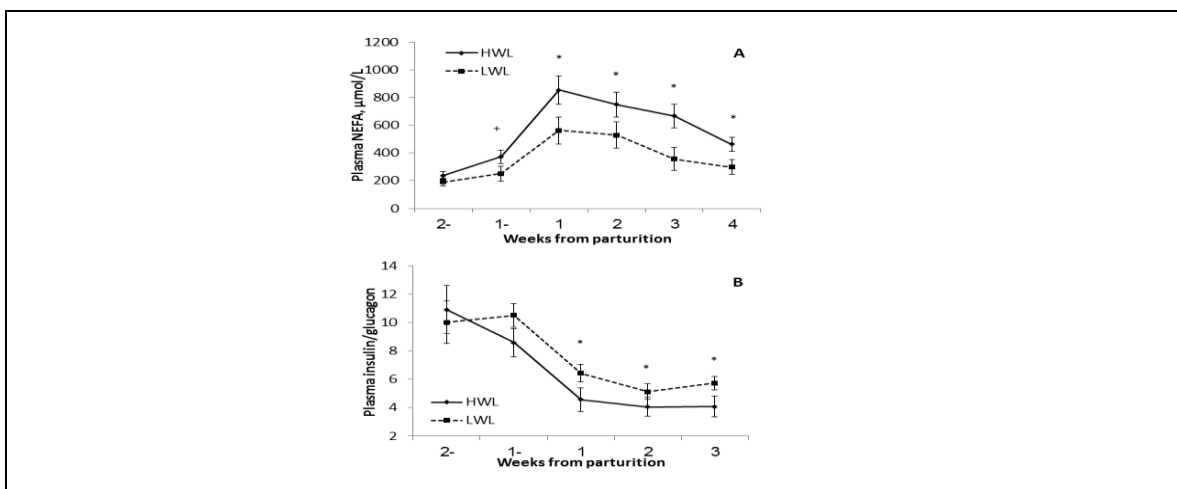 1200
1000
800
600
400
200
0
Plasma NEFA, μmol/L
HWL
LWL
A
+
*
*
*
*
2- 1- 1 2 3 4
Weeks from parturition
14
12
10
8
6
4
2
Plasma insulin/glucagon
B
*
*
*
HWL
LWL
2- 1- 1 2 3
Weeks from parturition